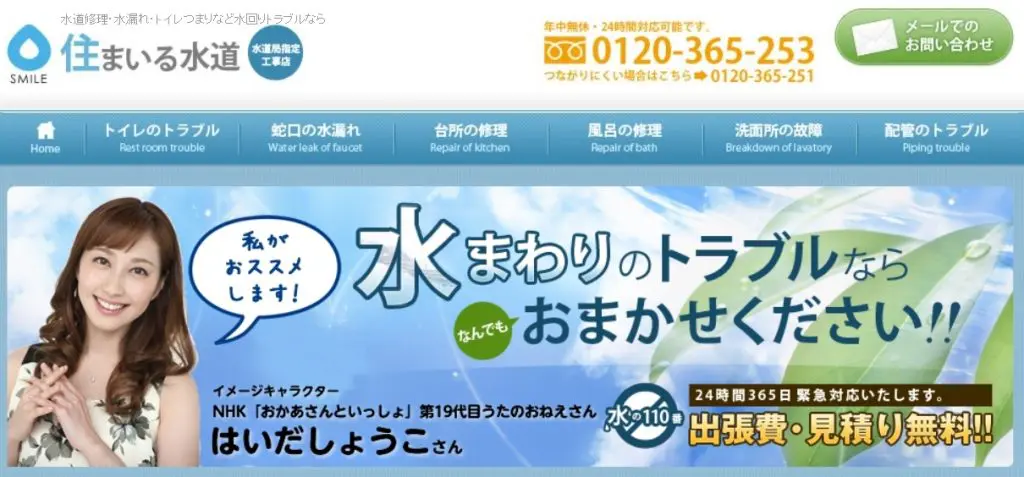 水道修理・水漏れ・トイレつまりなど水回りトラブルなら
SMILE
住まいる水道
水道局指定
工事店
年中無休・24時間対応可能です。
0120-365-253
つながりにくい場合はこちら➡0120-365-251
メールでの
お問い合わせ
Home
トイレのトラブル
Rest room trouble
蛇口の水漏れ
Water leak of faucet
台所の修理
Repair of kitchen
風呂の修理
Repair of bath
洗面所の故障
Breakdown of lavatory
配管のトラブル
Piping trouble
私が
おススメ
します!
水まわりのトラブルなら
なんでも
おまかせください!!
イメージキャラクター
NHK「おかあさんといっしょ」第19代目うたのおねえさん
はいだしょうこさん
水の110番
24時間365日 緊急対応いたします。
出張費・見積り無料!!